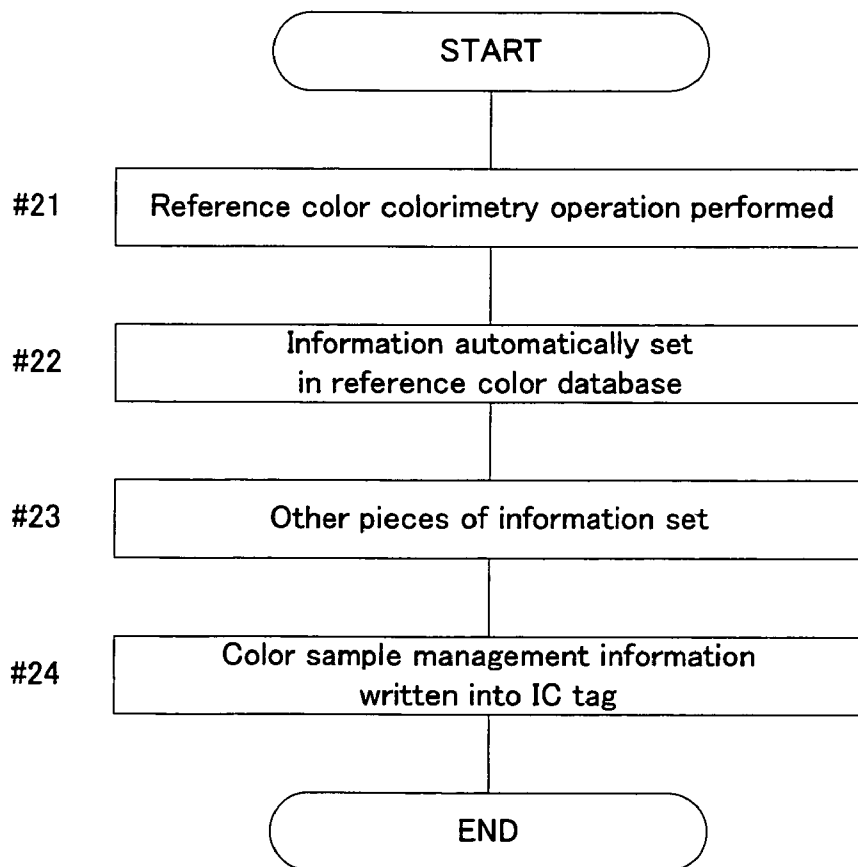 START
#21 Reference color colorimetry operation performed
#22 Information automatically set
in reference color database
#23 Other pieces of information set
#24 Color sample management information
written into IC tag
END